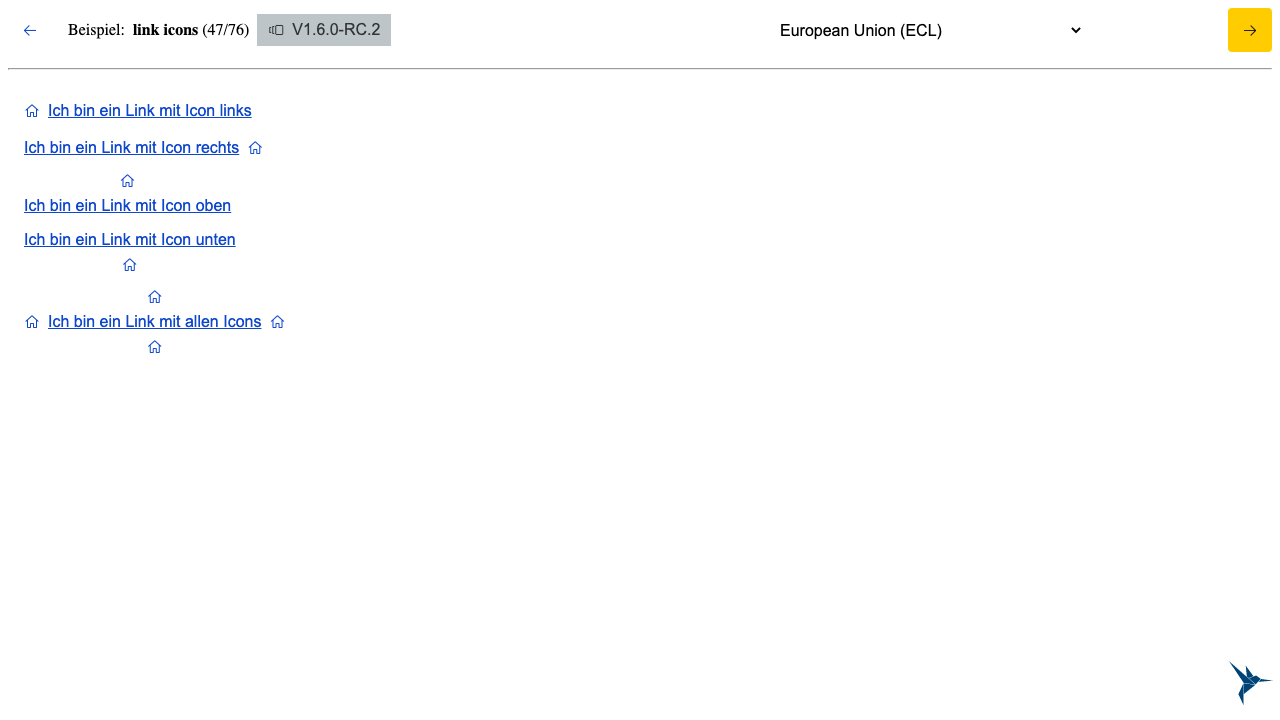 Beispiel: link icons (47/76) V1.6.0-RC.2 European Union (ECL)
Ich bin ein Link mit Icon links
Ich bin ein Link mit Icon rechts
Ich bin ein Link mit Icon oben
Ich bin ein Link mit Icon unten
Ich bin ein Link mit allen Icons